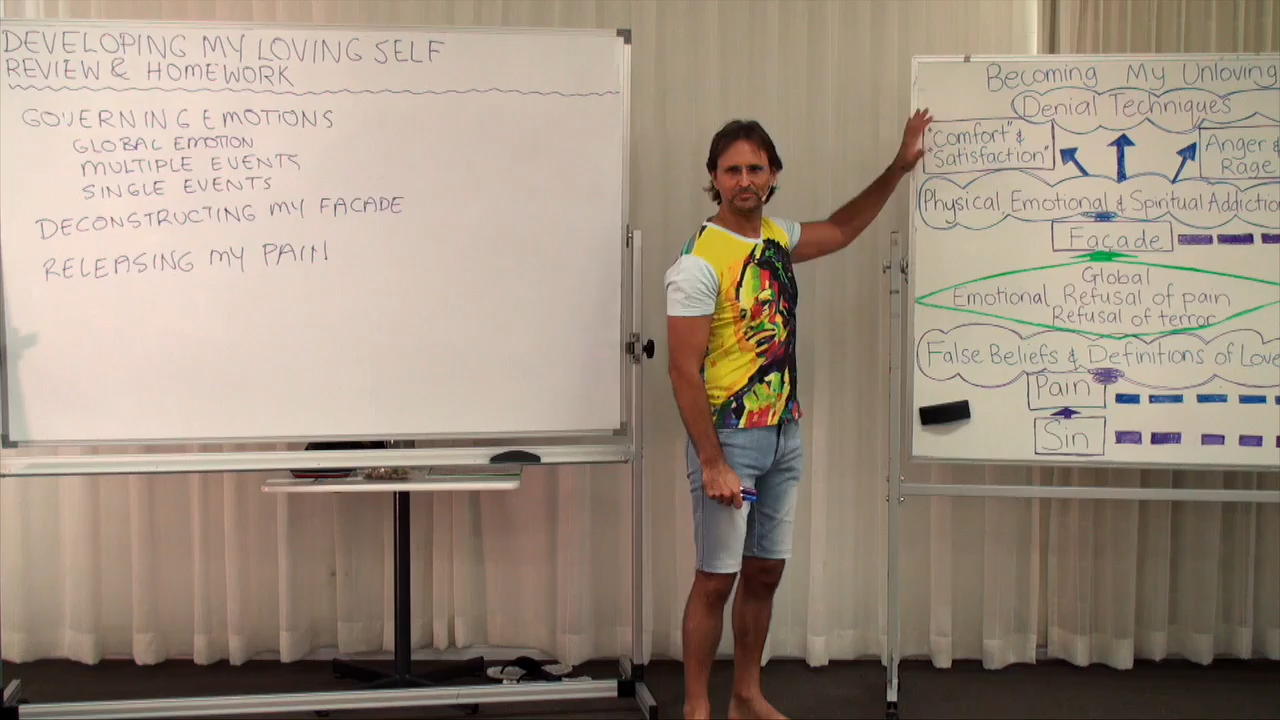 DEVELOPING MY LOVING SELF
REVIEW & HOMEWORK
GOVERNING EMOTIONS
GLOBAL EMOTION
MULTIPLE EVENTS
SINGLE EVENTS
DECONSTRUCTING MY FACADE
RELEASING MY PAIN
Becoming My Unloving
Denial Techniques
"Comfort" &
"Satisfaction"
Anger &
Rage
Physical Emotional & Spiritual Addictio
Façade
Global
Emotional Refusal of pain
Refusal of terror
False Beliefs & Definitions of Love
Pain
Sin